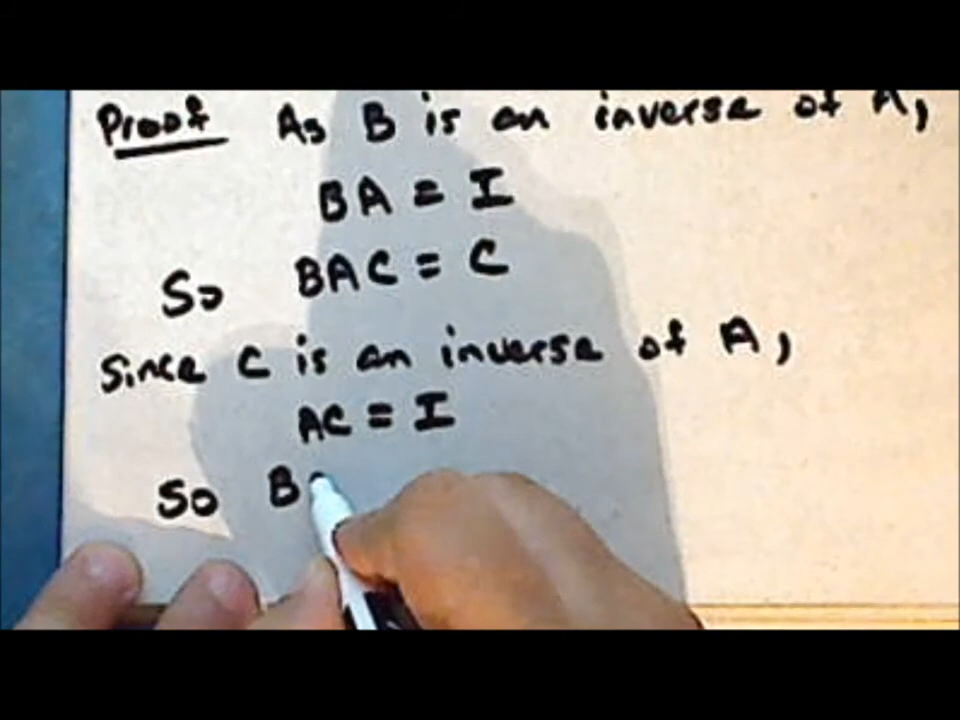 Proof As B is an inverse of A,
BA = I
So BAC = C
since C is an inverse of A,
AC = I
So B